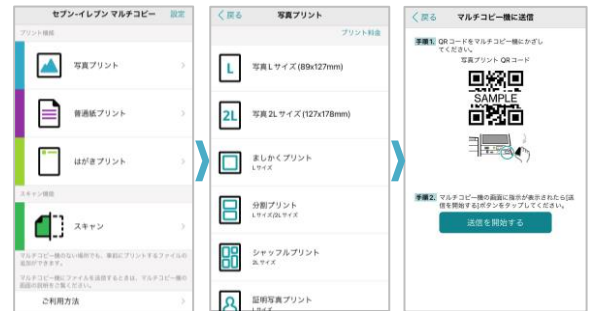 セブン-イレブン マルチコピー 設定
プリント機能
写真プリント
普通紙プリント
はがきプリント
スキャン機能
スキャン
マルチコピー機のない場所でも、事前にプリントするファイルの
追加ができます。
マルチコピー機にファイルを送信するときは、マルチコピー機の
画面の説明をご覧ください。
ご利用方法
戻る 写真プリント
プリント料金
L 写真 L サイズ (89x127mm)
2L 写真 2L サイズ (127x178mm)
ましかくプリント
Lサイズ
分割プリント
Lサイズ/2Lサイズ
シャッフルプリント
2Lサイズ
証明写真プリント
Lサイズ
戻る マルチコピー機に送信
手順1. QRコードをマルチコピー機にかざし
てください。
写真プリント QRコード
SAMPLE
手順2. マルチコピー機の画面に指示が表示されたら[送
信を開始する]ボタンをタップしてください。
送信を開始する